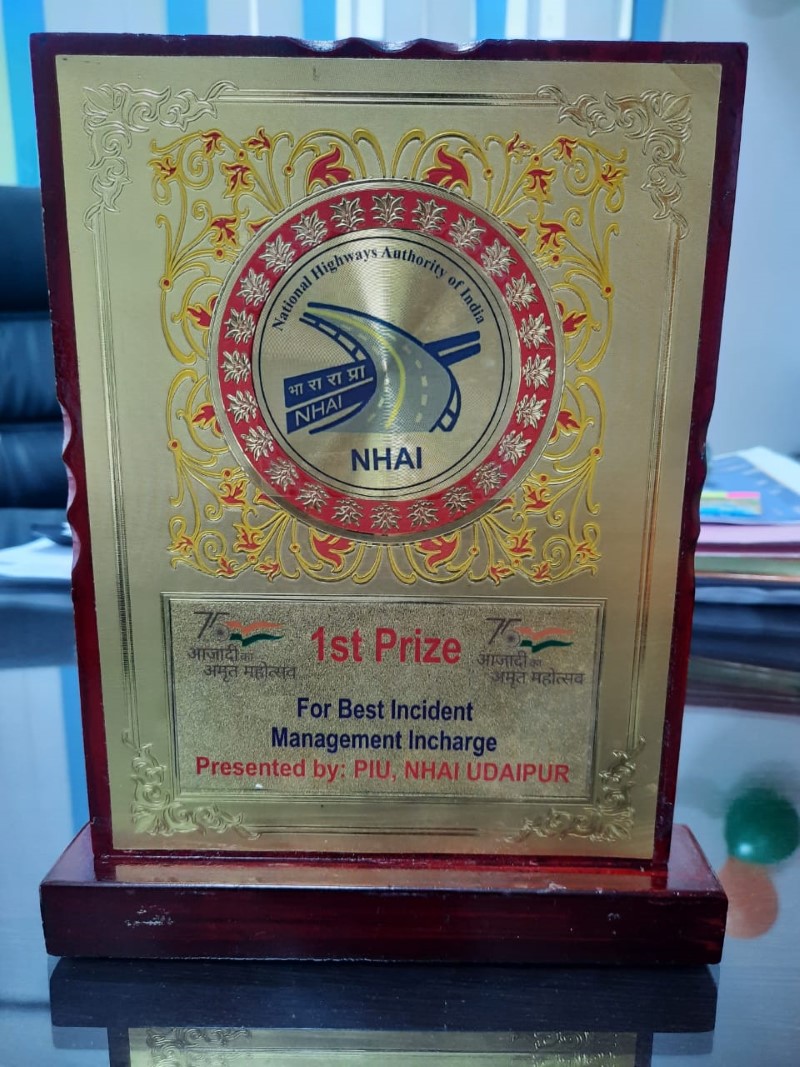 National Highways Authority of India
भा रा रा प्रा
NHAI
NHAI
75
आज़ादी का
अमृत महोत्सव
1st Prize
75
आज़ादी का
अमृत महोत्सव
For Best Incident
Management Incharge
Presented by: PIU, NHAI UDAIPUR